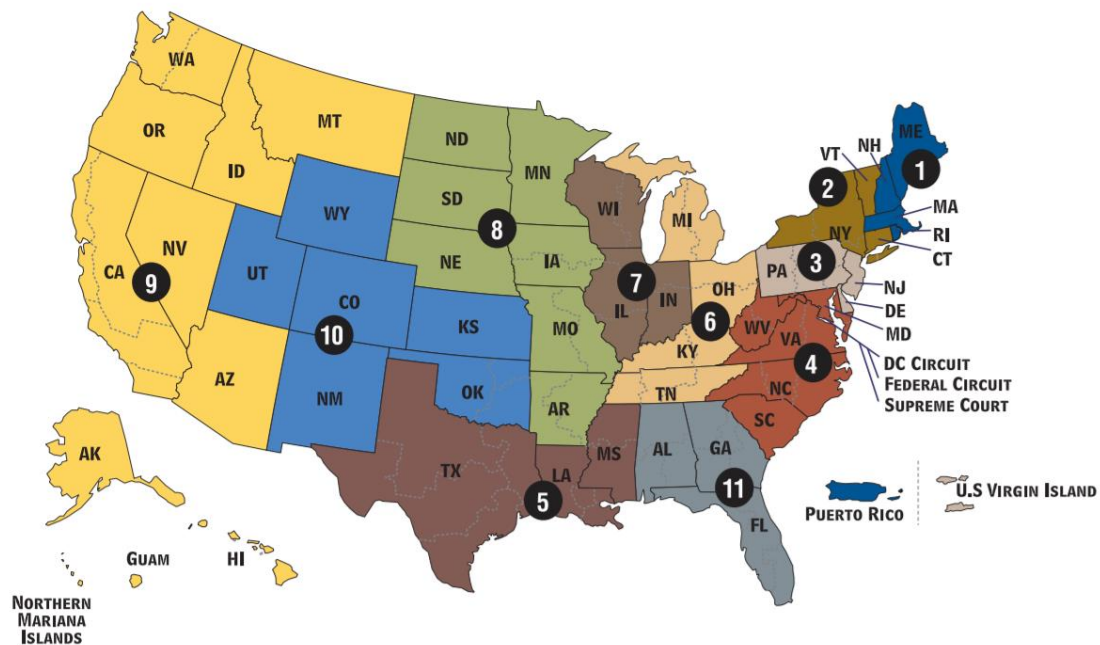 WA
OR
MT
ID
ND
MN
SD
WY
NE
IA
WI
MI
8
CA
NV
9
UT
CO
10
KS
MO
IL
IN
7
OH
6
KY
TN
AZ
NM
OK
AR
TX
LA
5
MS
AL
GA
11
FL
SC
NC
4
VA
WV
PA
3
NY
2
VT
NH
ME
1
MA
RI
CT
NJ
DE
MD
DC CIRCUIT
FEDERAL CIRCUIT
SUPREME COURT
AK
GUAM
HI
NORTHERN
MARIANA
ISLANDS
PUERTO RICO
U.S VIRGIN ISLAND